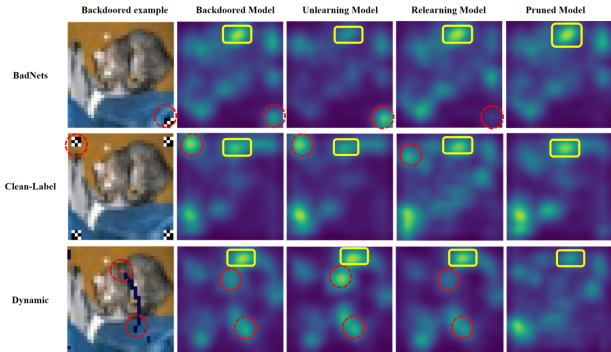 Backdoored example Backdoored Model Unlearning Model Relearning Model Pruned Model
BadNets
Clean-Label
Dynamic